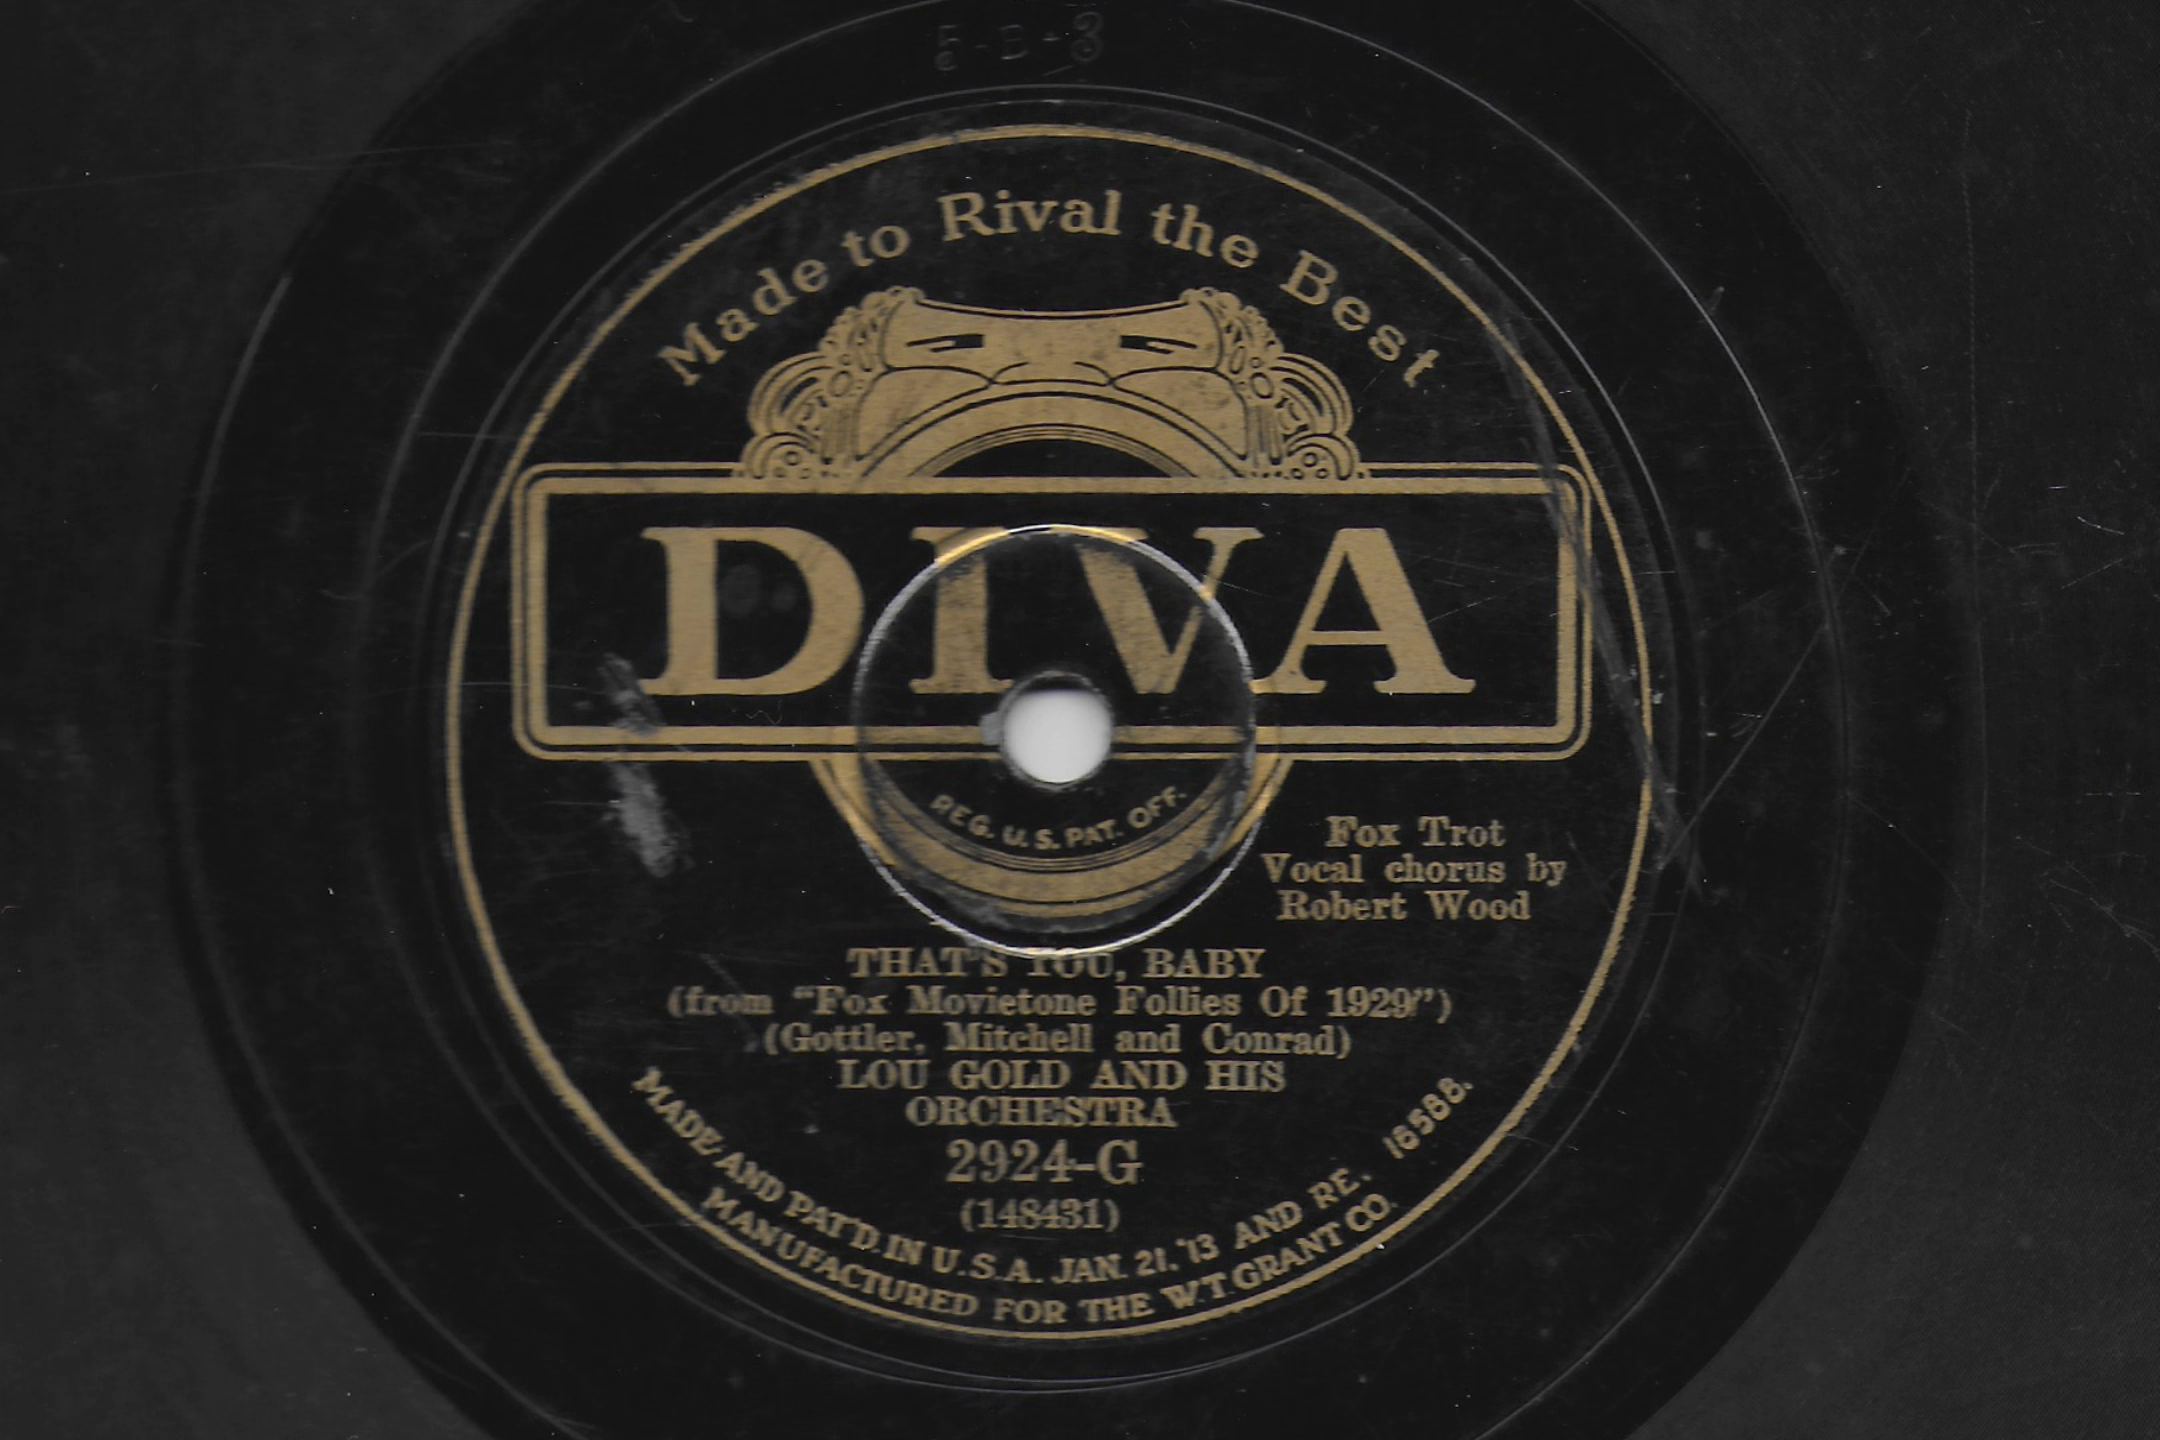 5-B-3
Made to Rival the Best
DIVA
REG. U.S. PAT. OFF.
Fox Trot
Vocal chorus by
Robert Wood
THAT'S YOU, BABY
(from "Fox Movietone Follies Of 1929")
(Gottler, Mitchell and Conrad)
LOU GOLD AND HIS
ORCHESTRA
2924-G
(148431)
MADE AND PAT'D. IN U.S.A. JAN. 21, '13 AND RE. 16588.
MANUFACTURED FOR THE W.T. GRANT CO.